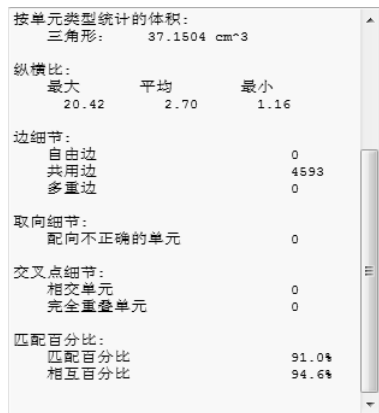 按单元类型统计的体积:
三角形: 37.1504 cm^3
纵横比:
最大 平均 最小
20.42 2.70 1.16
边细节:
自由边 0
共用边 4593
多重边 0
取向细节:
配向不正确的单元 0
交叉点细节:
相交单元 0
完全重叠单元 0
匹配百分比:
匹配百分比 91.0%
相互百分比 94.6%